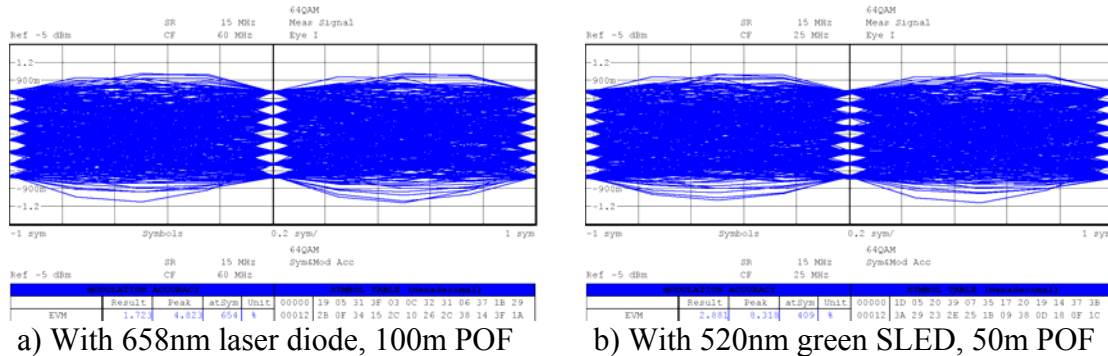 64QAM
SR 15 MHz Meas Signal
Ref -5 dBm CF 60 MHz Eye I
1.2
900m
-900m
-1.2
-1 sym Symbols 0.2 sym/ 1 sym
64QAM
SR 15 MHz Sym&Mod Acc
Ref -5 dBm CF 60 MHz
MODULATION ACCURACY SYMBOL TABLE (Hexadecimal)
Result Peak atSym Unit 00000 19 05 31 3F 03 0C 32 31 06 37 1B 29
EVM 1.723 4.823 654 % 00012 2B 0F 34 15 2C 10 26 2C 38 14 3F 1A
a) With 658nm laser diode, 100m POF
64QAM
SR 15 MHz Meas Signal
Ref -5 dBm CF 25 MHz Eye I
1.2
900m
-900m
-1.2
-1 sym Symbols 0.2 sym/ 1 sym
64QAM
SR 15 MHz Sym&Mod Acc
Ref -5 dBm CF 25 MHz
MODULATION ACCURACY SYMBOL TABLE (Hexadecimal)
Result Peak atSym Unit 00000 1D 05 20 39 07 35 17 20 19 14 37 3B
EVM 2.881 8.318 409 % 00012 3A 29 23 2E 25 1B 09 38 0D 18 0F 1C
b) With 520nm green SLED, 50m POF